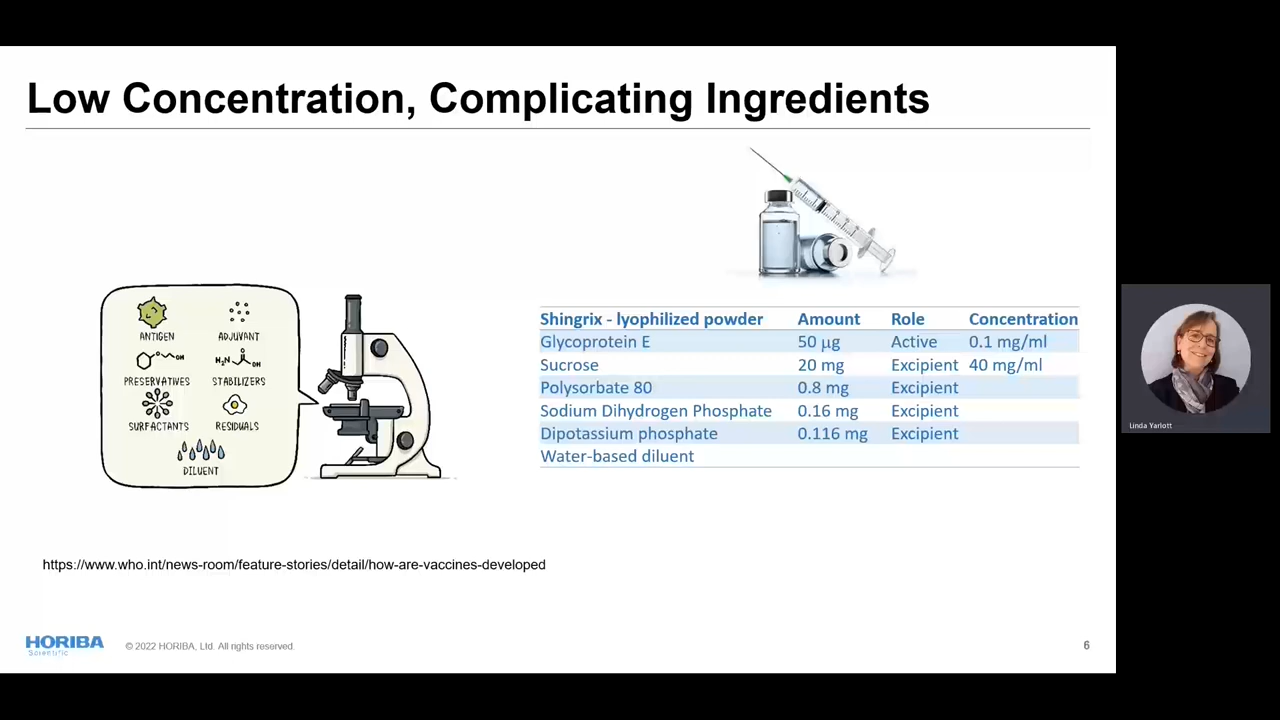 Low Concentration, Complicating Ingredients
ANTIGEN ADJUVANT
OH H₂N O OH
PRESERVATIVES STABILIZERS
SURFACTANTS RESIDUALS
DILUENT
Shingrix - lyophilized powder Amount Role Concentration
Glycoprotein E 50 µg Active 0.1 mg/ml
Sucrose 20 mg Excipient 40 mg/ml
Polysorbate 80 0.8 mg Excipient
Sodium Dihydrogen Phosphate 0.16 mg Excipient
Dipotassium phosphate 0.116 mg Excipient
Water-based diluent
Linda Yarlott
https://www.who.int/news-room/feature-stories/detail/how-are-vaccines-developed
HORIBA
Scientific
© 2022 HORIBA, Ltd. All rights reserved.
6